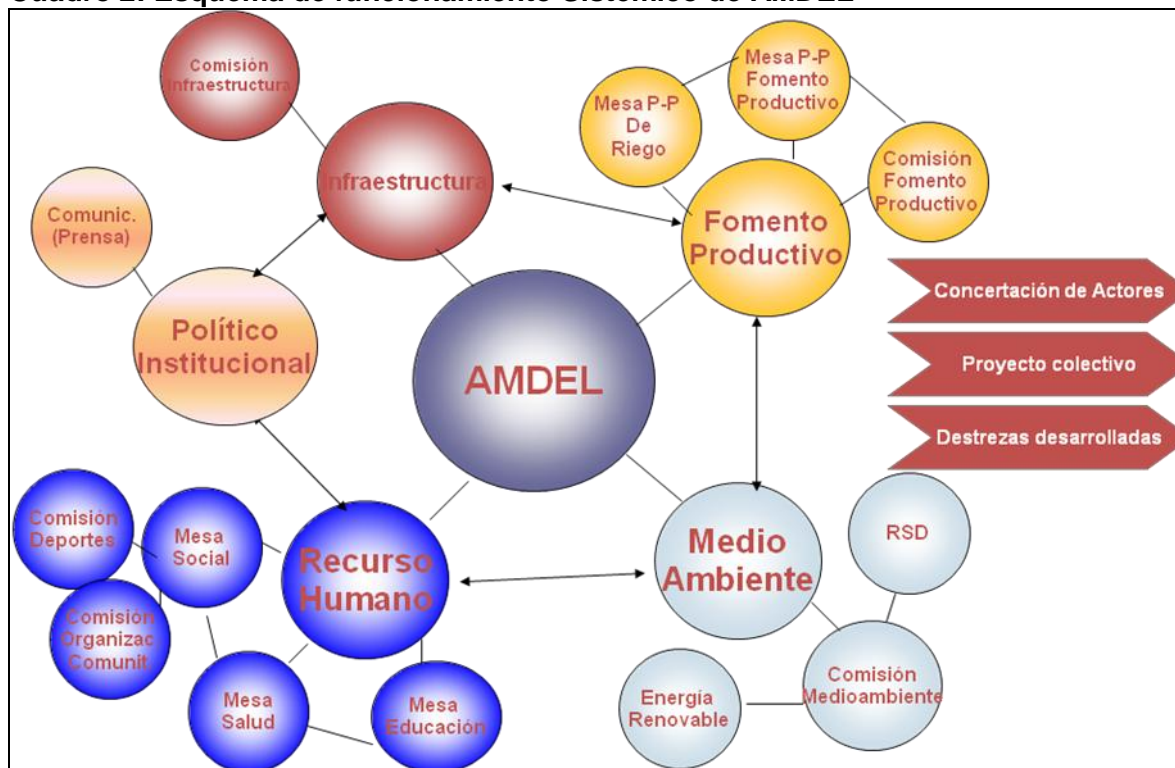 Cuadro 2. Esquema de funcionamiento Sistémico de AMDEL
Comisión
Infraestructura
Mesa P-P
Fomento
Productivo
Mesa P-P
De
Riego
Comisión
Fomento
Productivo
Infraestructura
Comunic.
(Prensa)
Fomento
Productivo
Concertación de Actores
Político
Institucional
AMDEL
Proyecto colectivo
Destrezas desarrolladas
Comisión
Deportes
Mesa
Social
Recurso
Humano
Medio
Ambiente
RSD
Comisión
Organizac
Comunit.
Mesa
Salud
Mesa
Educación
Energía
Renovable
Comisión
Medioambiente